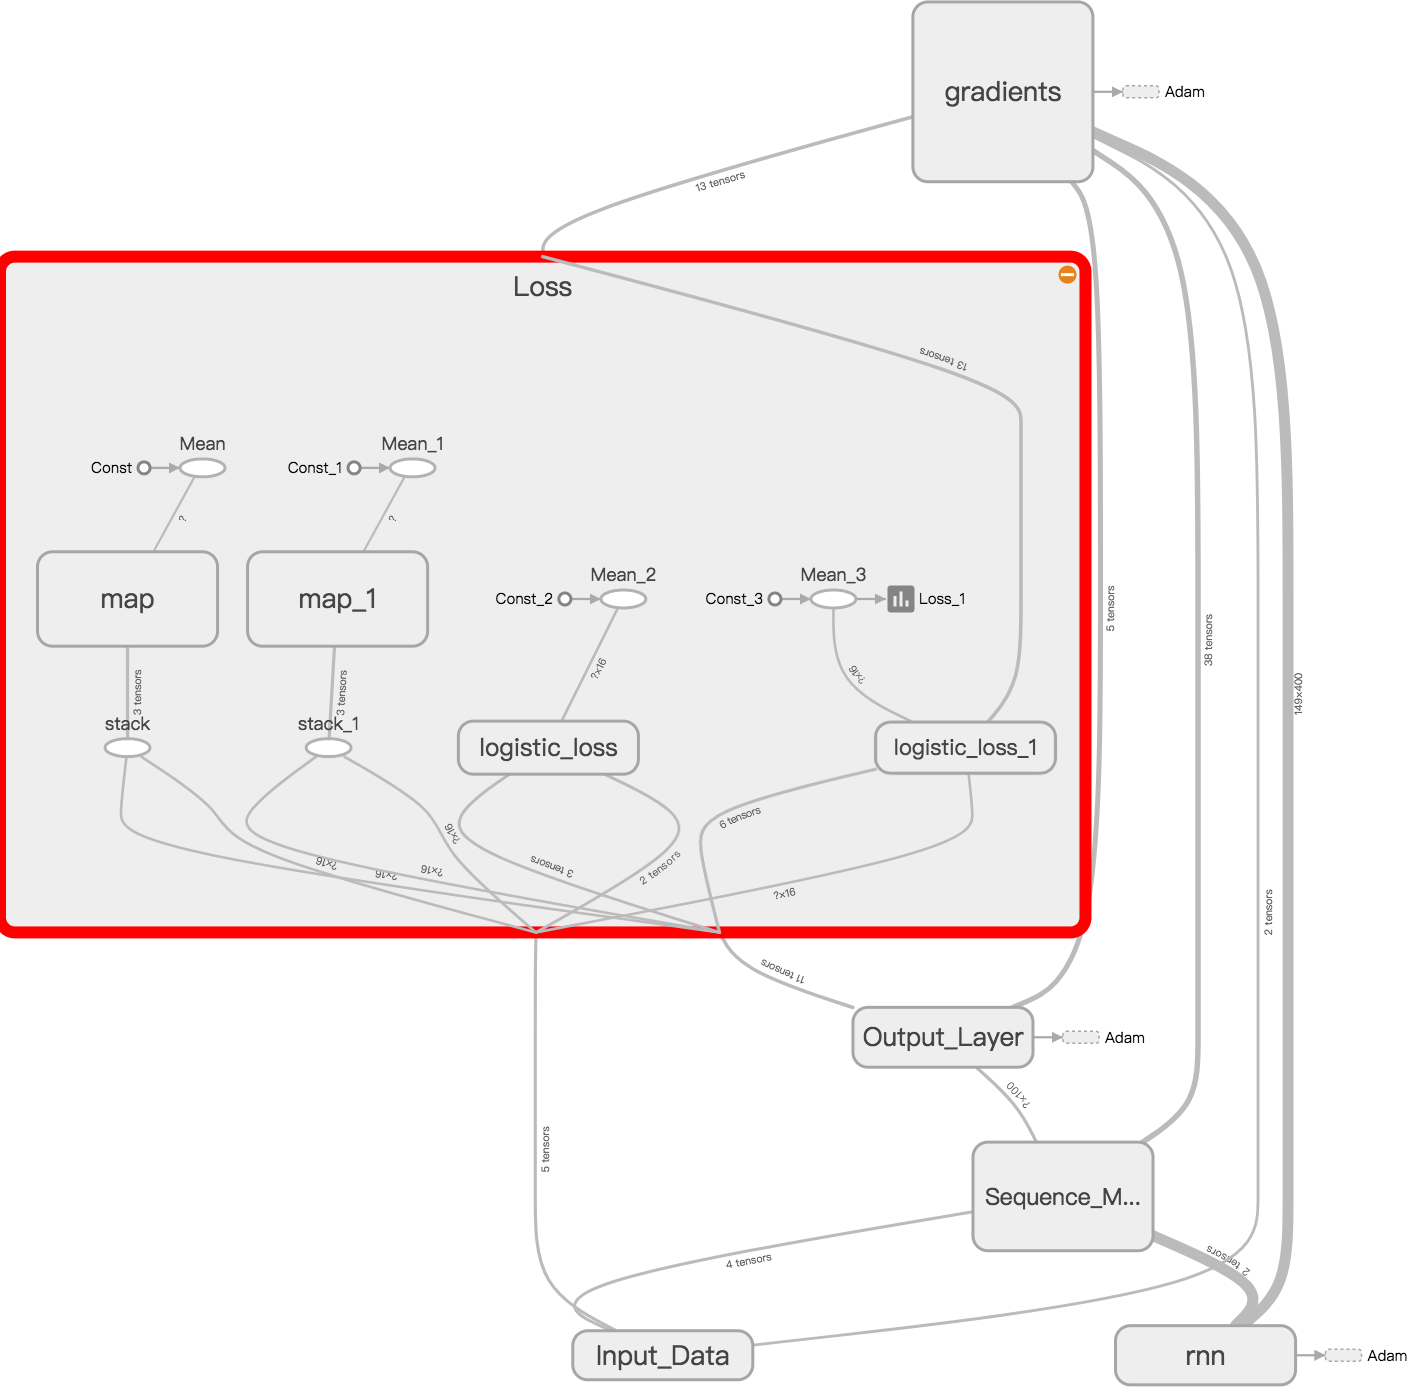 gradients
Adam
13 tensors
Loss
13 tensors
Mean
Mean_1
Const
Const_1
?
?
map
map_1
Mean_2
Mean_3
Const_2
Const_3
Loss_1
5 tensors
38 tensors
149×400
?×16
?×16
3 tensors
3 tensors
stack
stack_1
logistic_loss
logistic_loss_1
6 tensors
?×16
?×16
?×16
?×16
3 tensors
2 tensors
?×16
2 tensors
11 tensors
Output_Layer
Adam
?×100
5 tensors
Sequence_M...
4 tensors
2 tensors
Input_Data
rnn
Adam